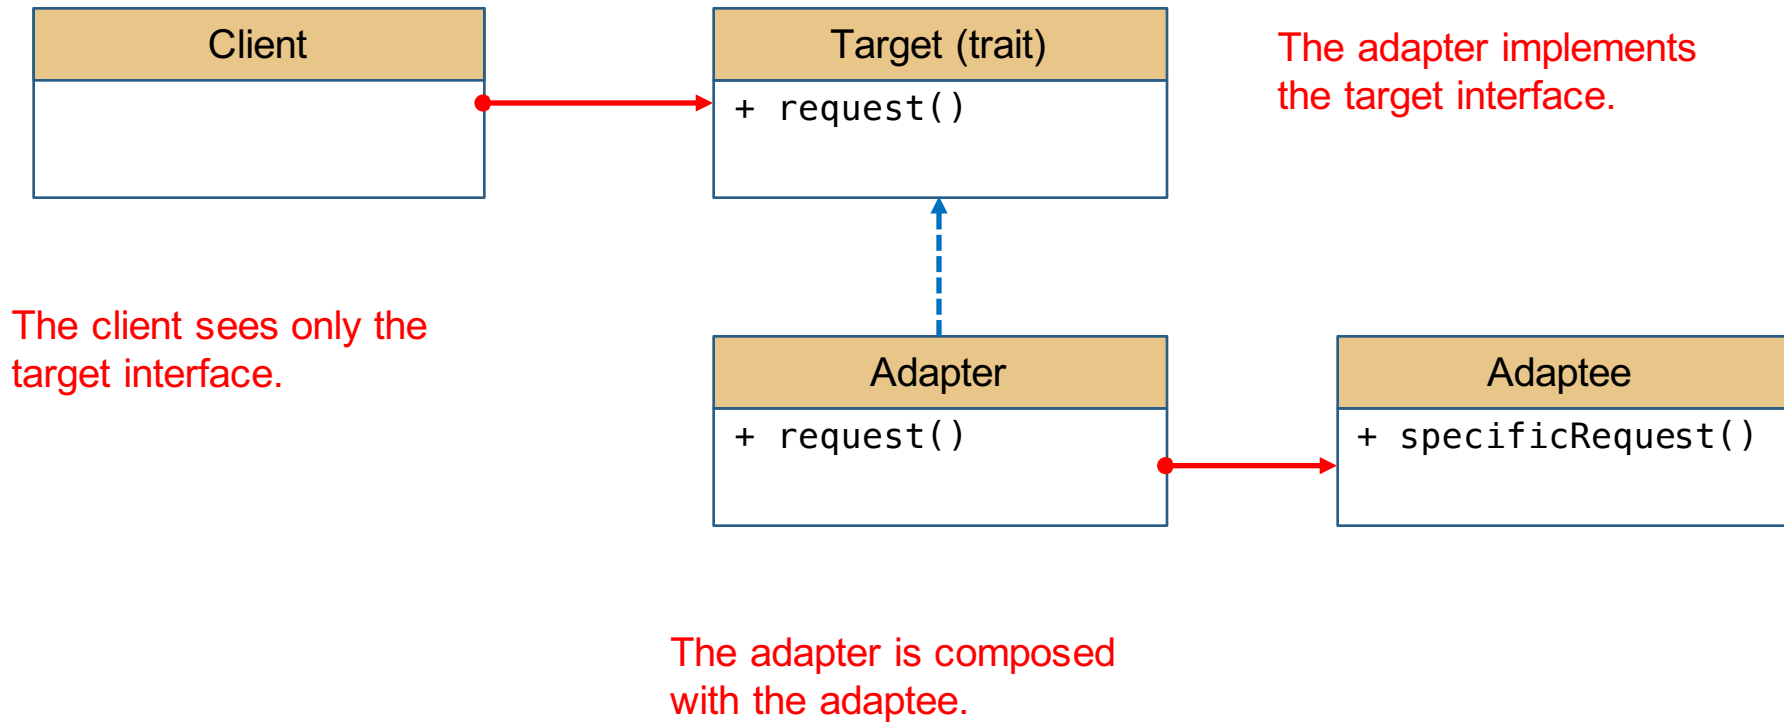 Client
Target (trait)
+ request()
The adapter implements
the target interface.
The client sees only the
target interface.
Adapter
+ request()
Adaptee
+ specificRequest()
The adapter is composed
with the adaptee.